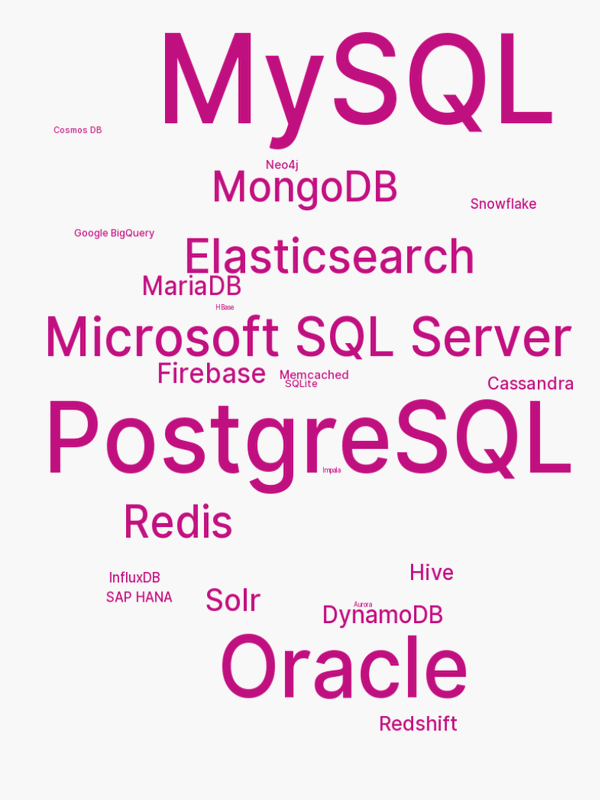 MySQL
Cosmos DB
Neo4j
MongoDB
Snowflake
Google BigQuery
Elasticsearch
MariaDB
HBase
Microsoft SQL Server
Firebase
Memcached
SQLite
Cassandra
PostgreSQL
Impala
Redis
Hive
InfluxDB
SAP HANA
Solr
Aurora
DynamoDB
Oracle
Redshift